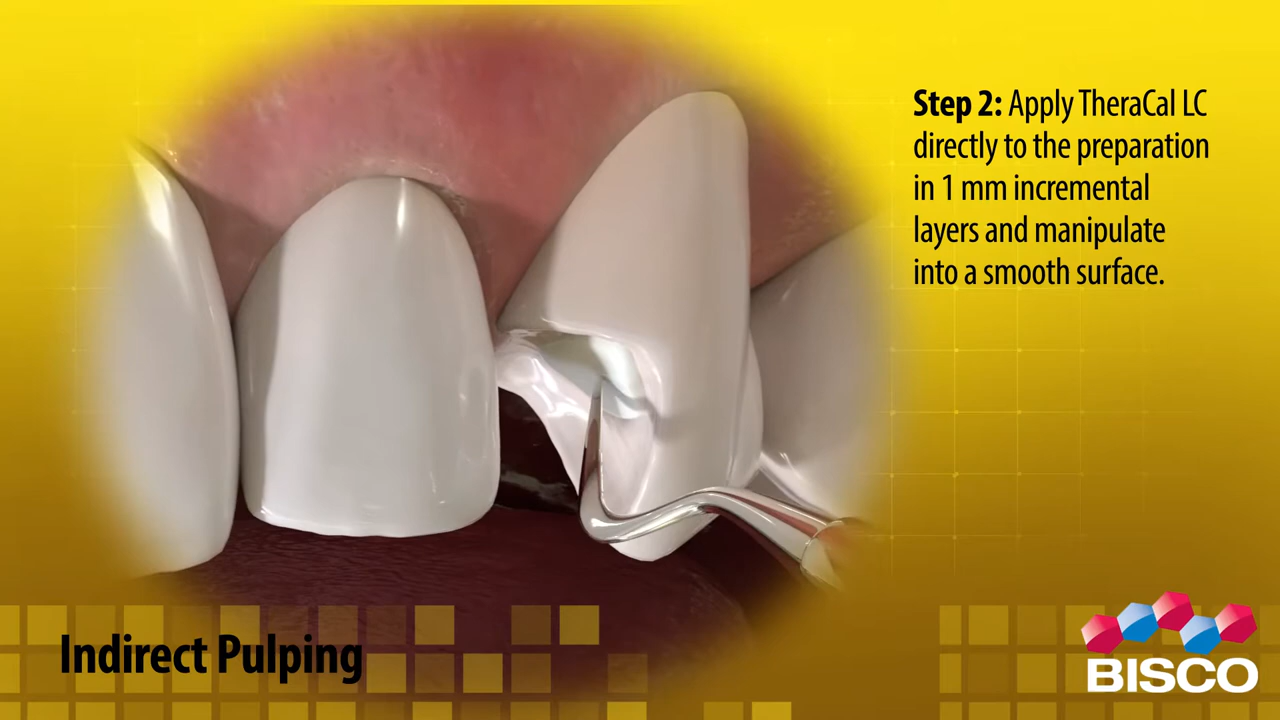 Step 2: Apply TheraCal LC
directly to the preparation
in 1 mm incremental
layers and manipulate
into a smooth surface.
Indirect Pulping
BISCO